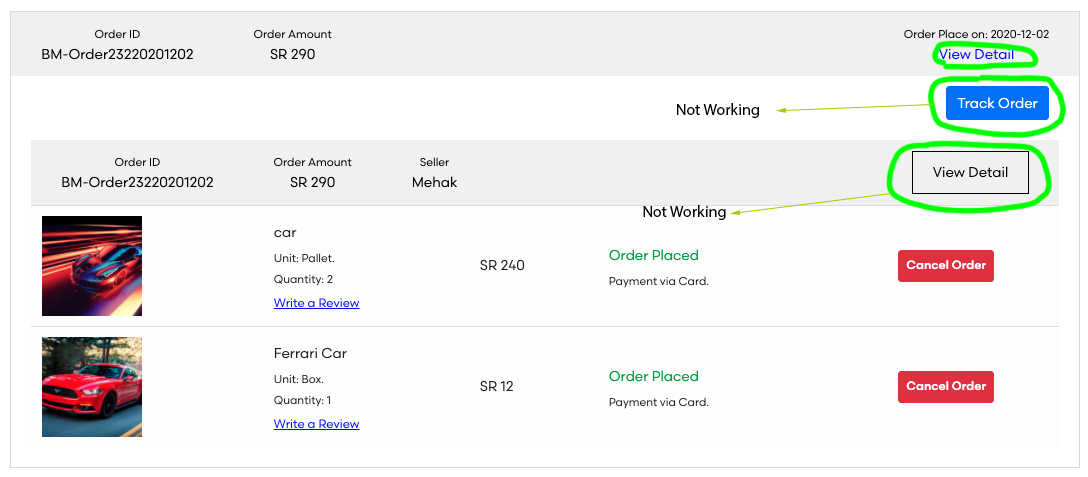 Order ID
Order Amount
Order Place on: 2020-12-02
BM-Order23220201202
SR 290
View Detail
Track Order
Not Working
Order ID
Order Amount
Seller
BM-Order23220201202
SR 290
Mehak
View Detail
Not Working
car
Unit: Pallet.
Quantity: 2
Write a Review
SR 240
Order Placed
Payment via Card.
Cancel Order
Ferrari Car
Unit: Box.
Quantity: 1
Write a Review
SR 12
Order Placed
Payment via Card.
Cancel Order